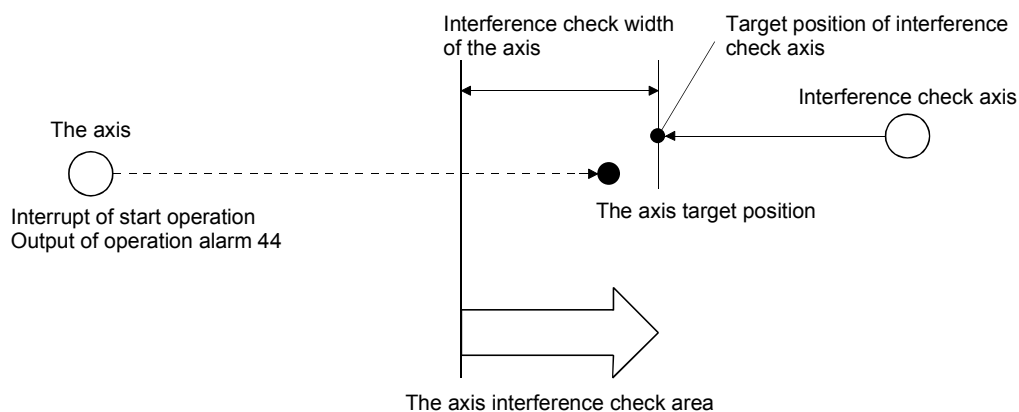 Interference check width
of the axis
Target position of interference
check axis
Interference check axis
The axis
Interrupt of start operation
Output of operation alarm 44
The axis target position
The axis interference check area